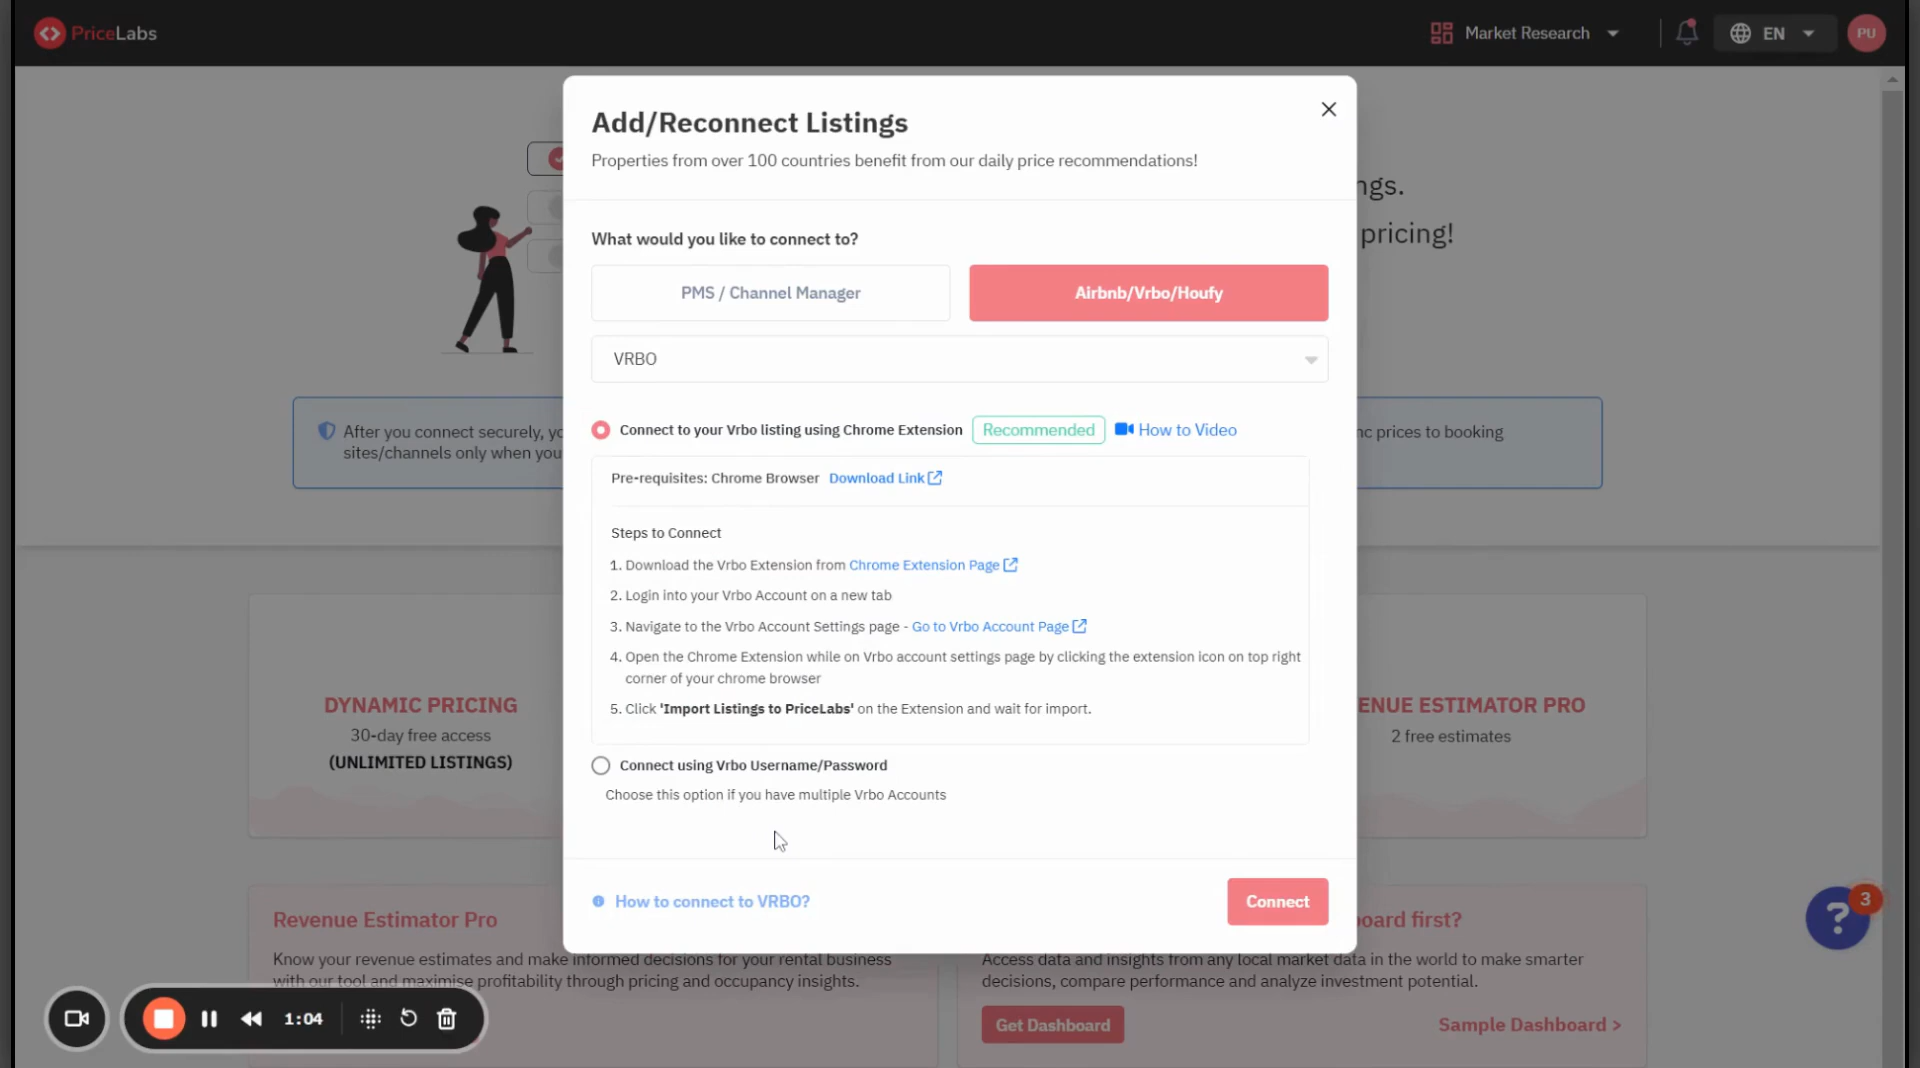 PriceLabs
Market Research
EN
PU
Add/Reconnect Listings
Properties from over 100 countries benefit from our daily price recommendations!
ngs.
pricing!
What would you like to connect to?
PMS / Channel Manager
Airbnb/Vrbo/Houfy
VRBO
After you connect securely, yo
sites/channels only when you
nc prices to booking
Connect to your Vrbo listing using Chrome Extension
Recommended
How to Video
Pre-requisites: Chrome Browser Download Link
Steps to Connect
1. Download the Vrbo Extension from Chrome Extension Page
2. Login into your Vrbo Account on a new tab
3. Navigate to the Vrbo Account Settings page - Go to Vrbo Account Page
4. Open the Chrome Extension while on Vrbo account settings page by clicking the extension icon on top right
corner of your chrome browser
5. Click 'Import Listings to PriceLabs' on the Extension and wait for import.
Connect using Vrbo Username/Password
Choose this option if you have multiple Vrbo Accounts
How to connect to VRBO?
Connect
DYNAMIC PRICING
30-day free access
(UNLIMITED LISTINGS)
ENUE ESTIMATOR PRO
2 free estimates
Revenue Estimator Pro
Know your revenue estimates and make informed decisions for your rental business
with our tool and maximise profitability through pricing and occupancy insights.
board first?
Access data and insights from any local market data in the world to make smarter
decisions, compare performance and analyze investment potential.
Get Dashboard
Sample Dashboard >
?
3
1:04